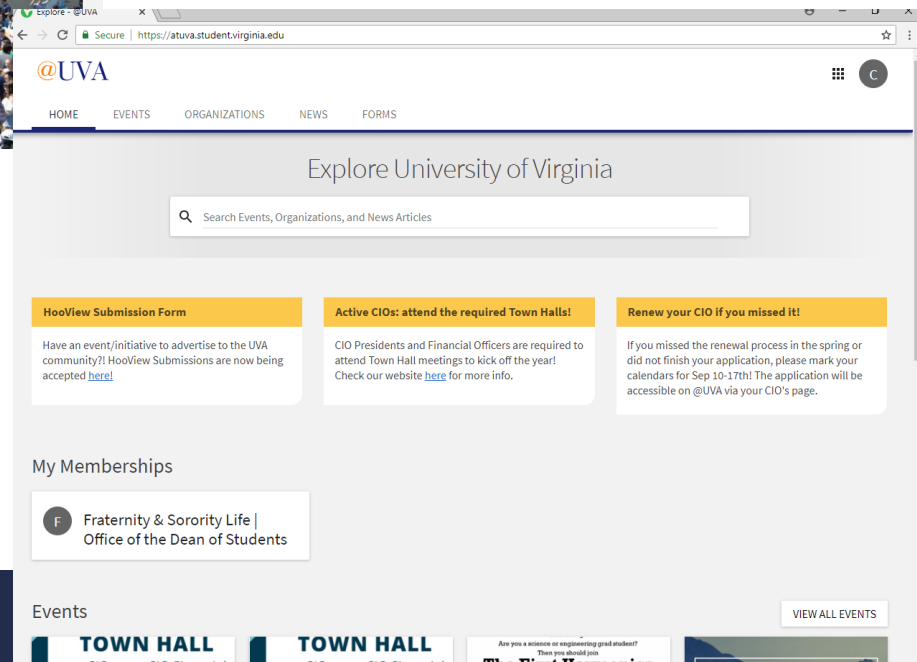 Explore - @UVA
Secure | https://atuva.student.virginia.edu
@UVA
C
HOME EVENTS ORGANIZATIONS NEWS FORMS
Explore University of Virginia
Search Events, Organizations, and News Articles
HooView Submission Form
Have an event/initiative to advertise to the UVA
community?! HooView Submissions are now being
accepted here!
Active CIOs: attend the required Town Halls!
CIO Presidents and Financial Officers are required to
attend Town Hall meetings to kick off the year!
Check our website here for more info.
Renew your CIO if you missed it!
If you missed the renewal process in the spring or
did not finish your application, please mark your
calendars for Sep 10-17th! The application will be
accessible on @UVA via your CIO's page.
My Memberships
F
Fraternity & Sorority Life |
Office of the Dean of Students
Events
VIEW ALL EVENTS
TOWN HALL
TOWN HALL
Are you a science or engineering grad student?
Then you should join